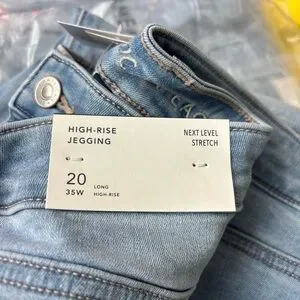 HIGH-RISE
JEGGING
NEXT LEVEL
STRETCH
20
35W
LONG
HIGH-RISE